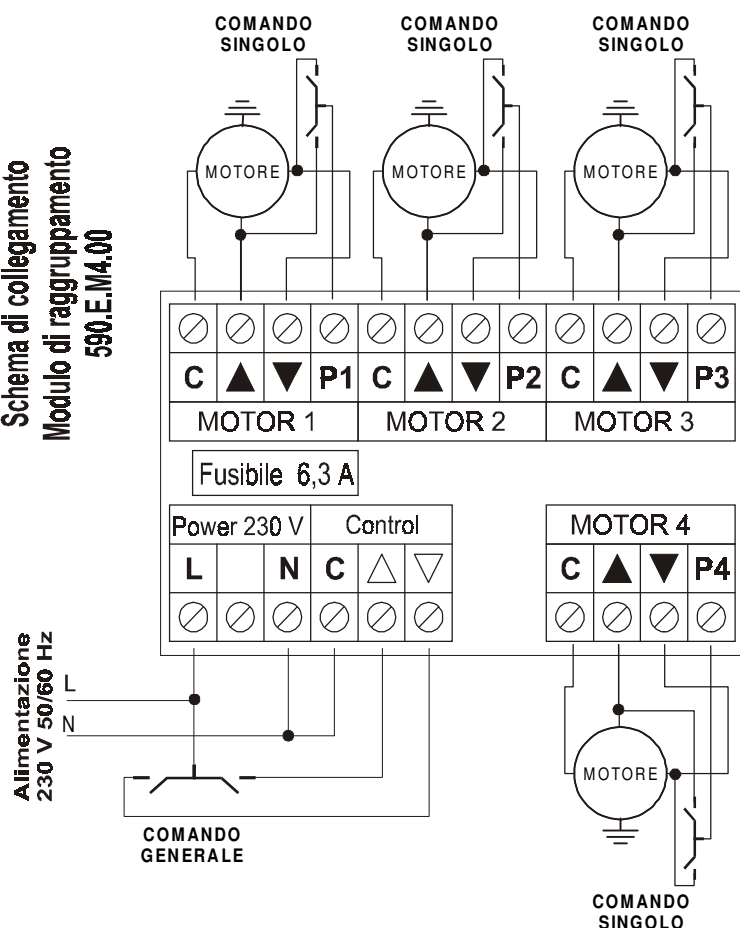 COMANDO
SINGOLO
COMANDO
SINGOLO
COMANDO
SINGOLO
Schema di collegamento
Modulo di raggruppamento
590.E.M4.00
MOTORE
MOTORE
MOTORE
C ▲ ▼ P1 C ▲ ▼ P2 C ▲ ▼ P3
MOTOR 1 MOTOR 2 MOTOR 3
Fusibile 6,3 A
Power 230 V Control
L N C △ ▽
MOTOR 4
C ▲ ▼ P4
Alimentazione
230 V 50/60 Hz
L
N
MOTORE
COMANDO
GENERALE
COMANDO
SINGOLO